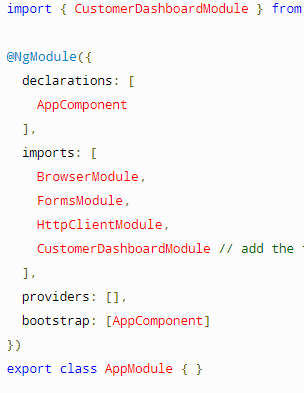 import { CustomerDashboardModule } from
@NgModule({
declarations: [
AppComponent
],
imports: [
BrowserModule,
FormsModule,
HttpClientModule,
CustomerDashboardModule // add the
],
providers: [],
bootstrap: [AppComponent]
})
export class AppModule { }